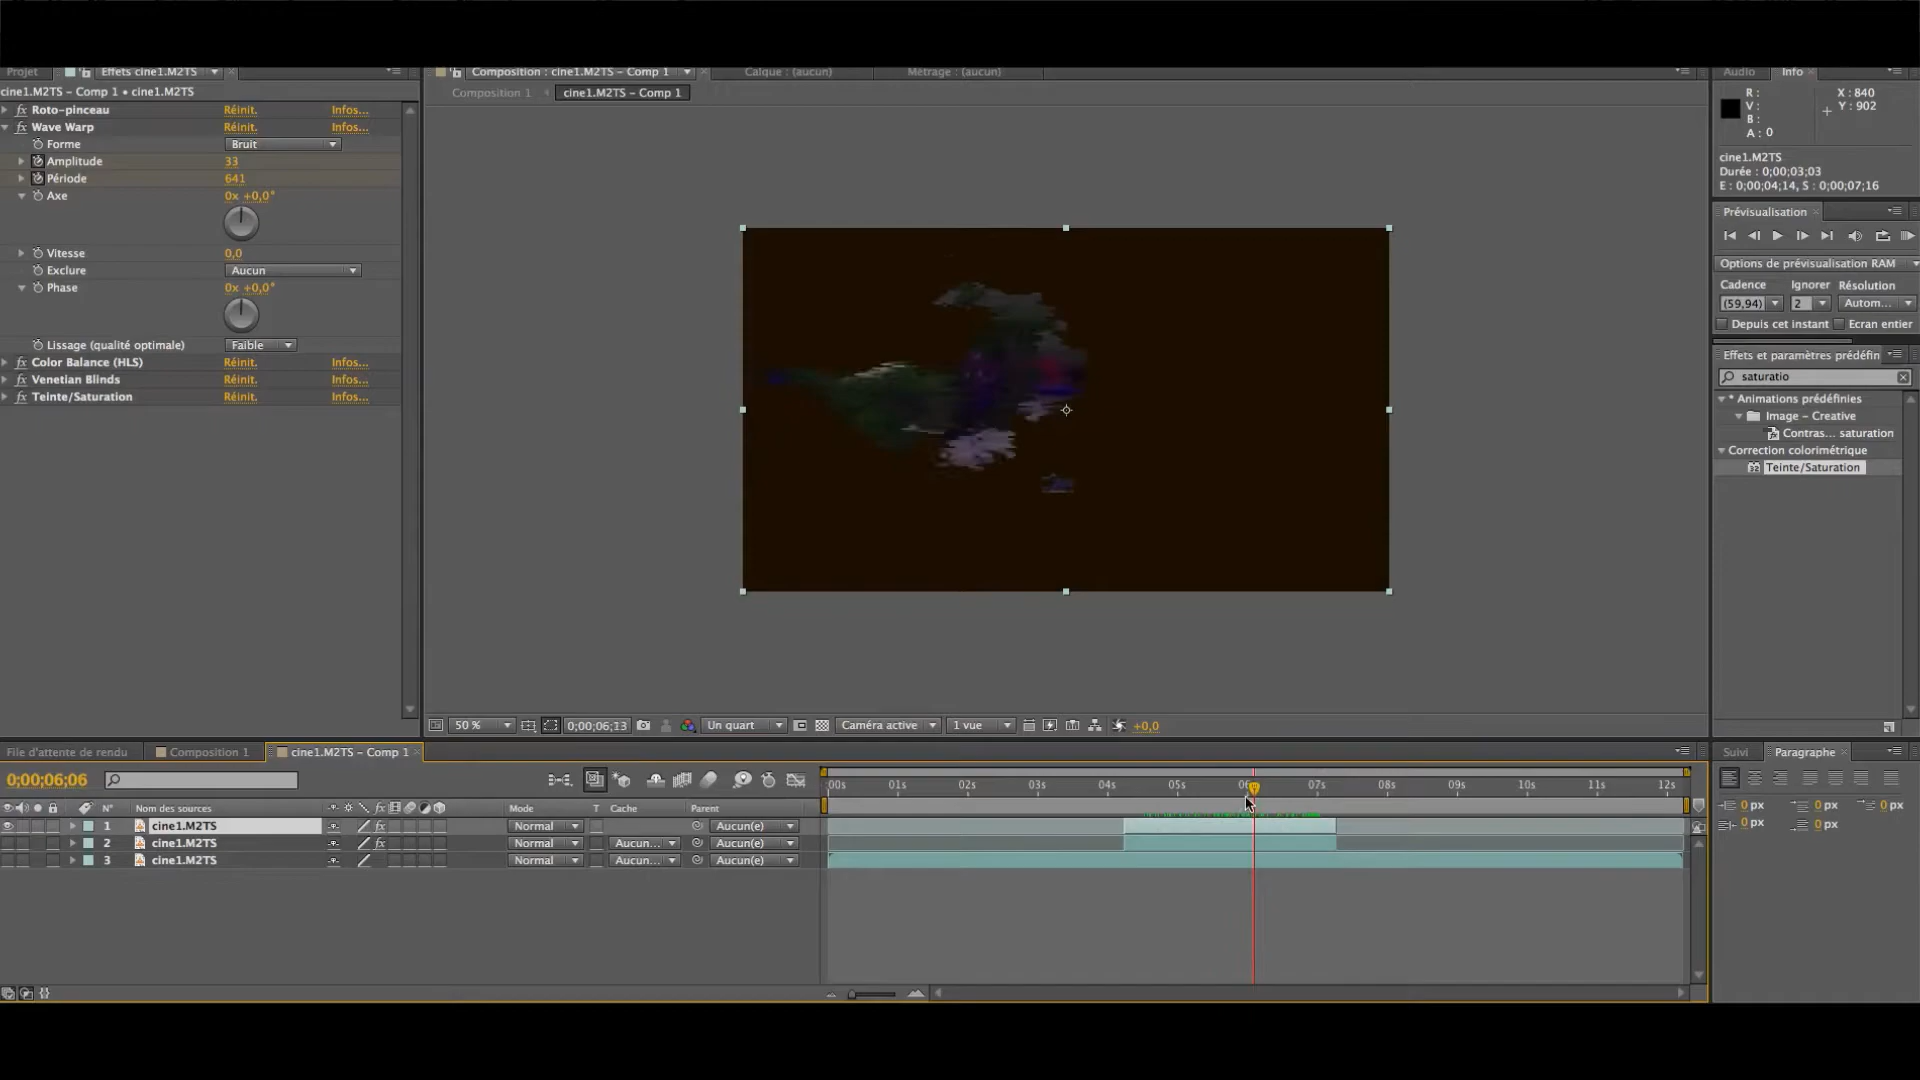 Projet Effets cine1.M2TS
cine1.M2TS – Comp 1 • cine1.M2TS
Roto-pinceau Réinit. Infos...
Wave Warp Réinit. Infos...
Forme Bruit
Amplitude 33
Période 641
Axe 0x +0,0°
Vitesse 0,0
Exclure Aucun
Phase 0x +0,0°
Lissage (qualité optimale) Faible
Color Balance (HLS) Réinit. Infos...
Venetian Blinds Réinit. Infos...
Teinte/Saturation Réinit. Infos...
Composition : cine1.M2TS – Comp 1 Calque : (aucun) Métrage : (aucun)
Composition 1 cine1.M2TS – Comp 1
50 % 0;00;06;13 Un quart Caméra active 1 vue +0,0
Audio Info
R : X : 840
V : Y : 902
B :
A : 0
cine1.M2TS
Durée : 0;00;03;03
E : 0;00;04;14, S : 0;00;07;16
Prévisualisation
Options de prévisualisation RAM
Cadence Ignorer Résolution
(59,94) 2 Autom...
Depuis cet instant Ecran entier
Effets et paramètres prédéfin
saturatio
* Animations prédéfinies
Image – Creative
Contras... saturation
Correction colorimétrique
Teinte/Saturation
File d'attente de rendu Composition 1 cine1.M2TS – Comp 1
0;00;06;06
:00s 01s 02s 03s 04s 05s 07s 08s 09s 10s 11s 12s
N° Nom des sources Mode T Cache Parent
1 cine1.M2TS Normal Aucun(e)
2 cine1.M2TS Normal Aucun... Aucun(e)
3 cine1.M2TS Normal Aucun... Aucun(e)
Suivi Paragraphe
0 px 0 px 0 px
0 px 0 px